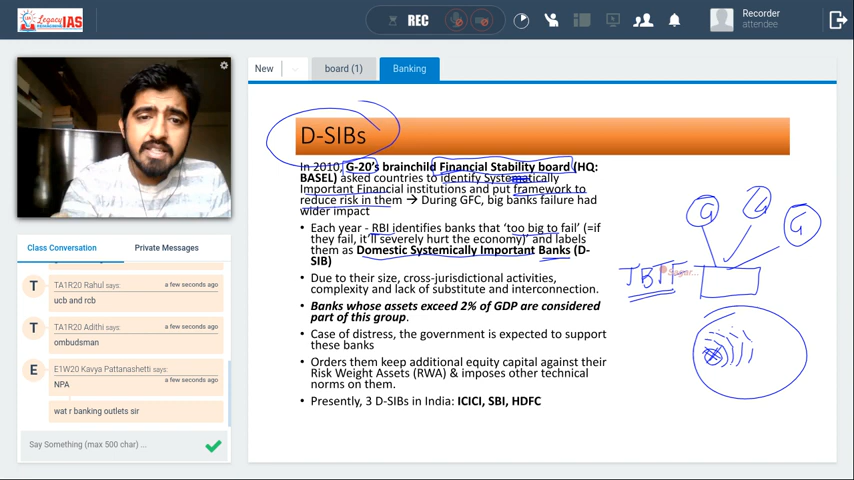 Legacy
IAS
REC
Recorder
attendee
New
board (1)
Banking
D-SIBs
In 2010, G-20's brainchild Financial Stability board (HQ:
BASEL) asked countries to identify Systematically
Important Financial institutions and put framework to
reduce risk in them → During GFC, big banks failure had
wider impact
• Each year - RBI identifies banks that 'too big to fail' (=if
they fail, it'll severely hurt the economy)' and labels
them as Domestic Systemically Important Banks (D-
SIB)
• Due to their size, cross-jurisdictional activities,
complexity and lack of substitute and interconnection.
• Banks whose assets exceed 2% of GDP are considered
part of this group.
• Case of distress, the government is expected to support
these banks
• Orders them keep additional equity capital against their
Risk Weight Assets (RWA) & imposes other technical
norms on them.
• Presently, 3 D-SIBs in India: ICICI, SBI, HDFC
G
G
G
TBTF
Sagar...
Class Conversation
Private Messages
T
TA1R20 Rahul says:
a few seconds ago
ucb and rcb
T
TA1R20 Adithi says:
a few seconds ago
ombudsman
E
E1W20 Kavya Pattanashetti says:
a few seconds ago
NPA
wat r banking outlets sir
Say Something (max 500 char) ...